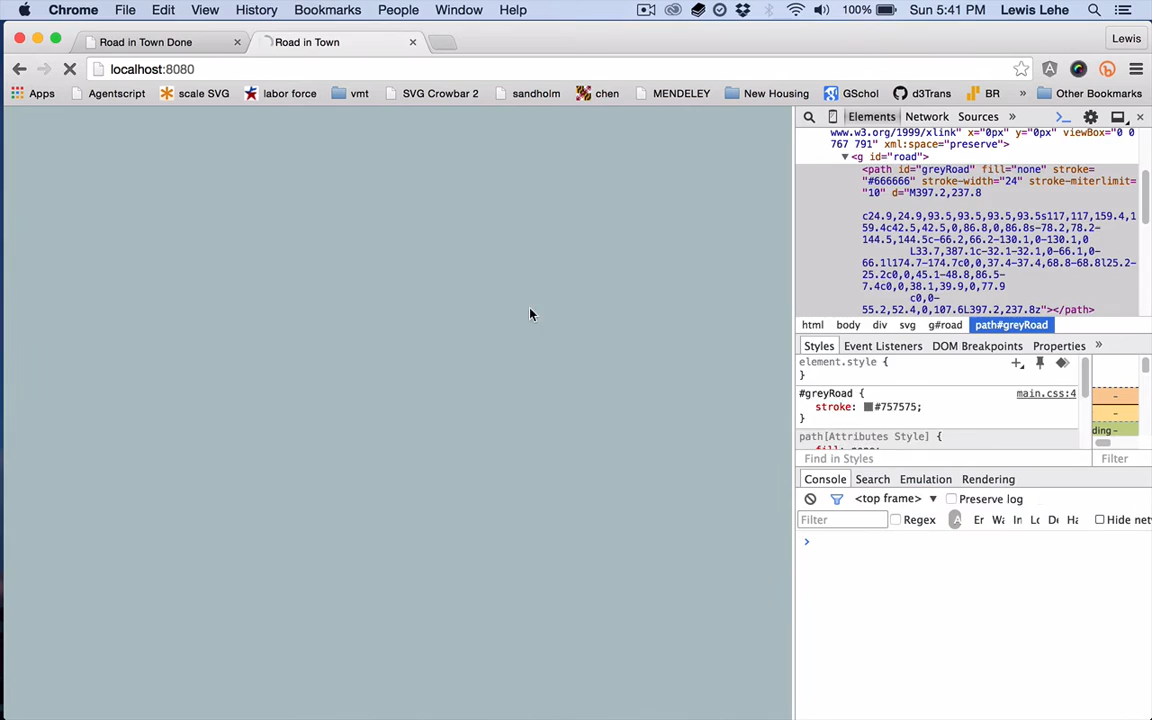 Chrome File Edit View History Bookmarks People Window Help 100% Sun 5:41 PM Lewis Lehe
Road in Town Done × Road in Town × Lewis
localhost:8080
Apps Agentscript scale SVG labor force vmt SVG Crowbar 2 sandholm chen MENDELEY New Housing GSchol d3Trans BR » Other Bookmarks
Elements Network Sources »
www.w3.org/1999/xlink" x="0px" y="0px" viewBox="0 0
767 791" xml:space="preserve">
▼<g id="road">
<path id="greyRoad" fill="none" stroke=
"#666666" stroke-width="24" stroke-miterlimit=
"10" d="M397.2,237.8
c24.9,24.9,93.5,93.5,93.5,93.5s117,117,159.4,1
59.4c42.5,42.5,0,86.8,0,86.8s-78.2,78.2-
144.5,144.5c-66.2,66.2-130.1,0-130.1,0
L33.7,387.1c-32.1-32.1,0-66.1,0-
66.1l174.7-174.7c0,0,37.4-37.4,68.8-68.8l25.2-
25.2c0,0,45.1-48.8,86.5-
7.4c0,0,38.1,39.9,0,77.9
c0,0-
55.2,52.4,0,107.6L397.2,237.8z"></path>
html body div svg g#road path#greyRoad
Styles Event Listeners DOM Breakpoints Properties »
element.style {
}
#greyRoad { main.css:4
stroke: #757575;
}
path[Attributes Style] {
ding -
Find in Styles Filter
Console Search Emulation Rendering
<top frame> ▼ Preserve log
Filter Regex A Er Wa In Lo De Ha Hide net
>